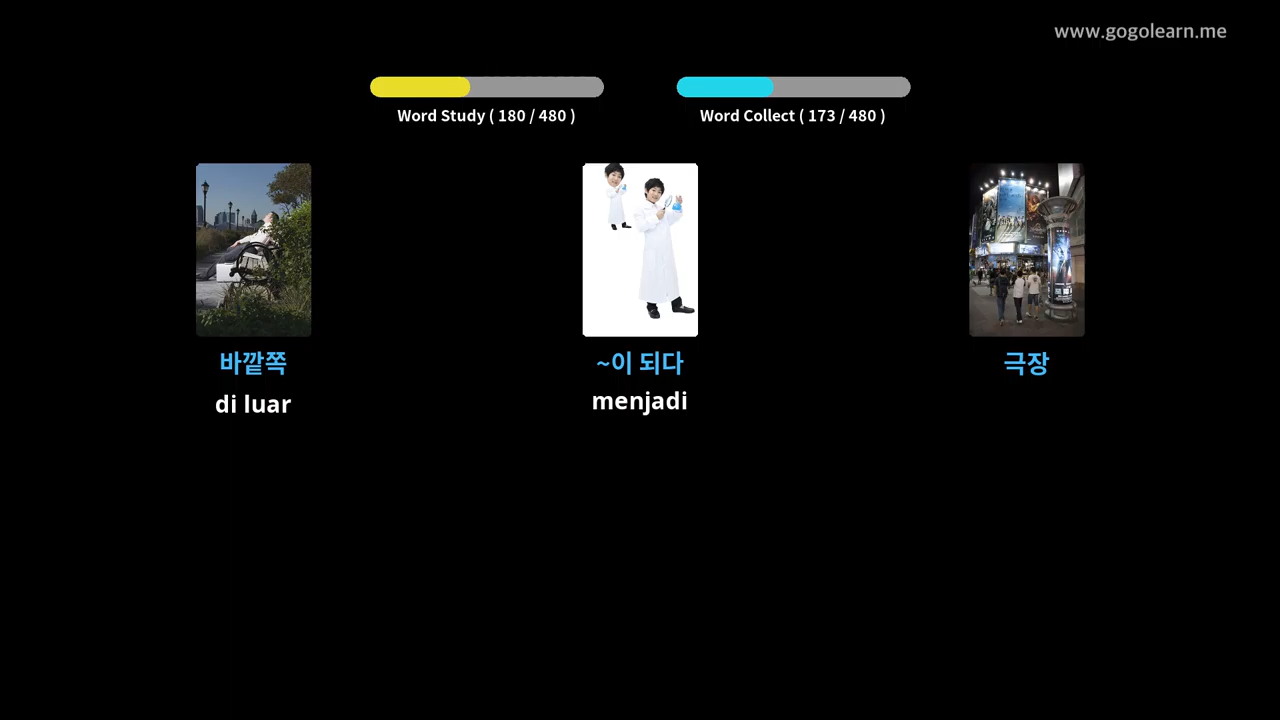 www.gogolearn.me
Word Study ( 180 / 480 )
Word Collect ( 173 / 480 )
바깥쪽
~이 되다
극장
di luar
menjadi